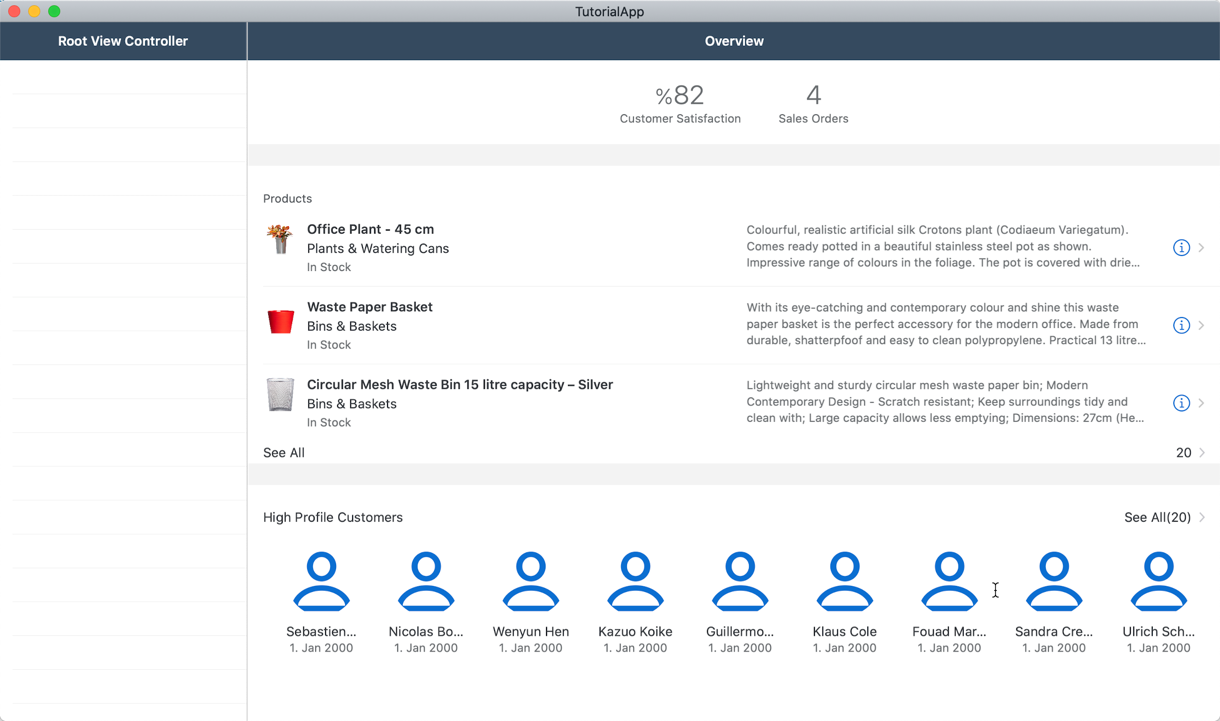 TutorialApp
Root View Controller
Overview
%82
Customer Satisfaction
4
Sales Orders
Products
Office Plant - 45 cm
Plants & Watering Cans
In Stock
Colourful, realistic artificial silk Crotons plant (Codiaeum Variegatum).
Comes ready potted in a beautiful stainless steel pot as shown.
Impressive range of colours in the foliage. The pot is covered with drie...
Waste Paper Basket
Bins & Baskets
In Stock
With its eye-catching and contemporary colour and shine this waste
paper basket is the perfect accessory for the modern office. Made from
durable, shatterpfoof and easy to clean polypropylene. Practical 13 litre...
Circular Mesh Waste Bin 15 litre capacity – Silver
Bins & Baskets
In Stock
Lightweight and sturdy circular mesh waste paper bin; Modern
Contemporary Design - Scratch resistant; Keep surroundings tidy and
clean with; Large capacity allows less emptying; Dimensions: 27cm (He...
See All
20
High Profile Customers
See All(20)
Sebastien...
1. Jan 2000
Nicolas Bo...
1. Jan 2000
Wenyun Hen
1. Jan 2000
Kazuo Koike
1. Jan 2000
Guillermo...
1. Jan 2000
Klaus Cole
1. Jan 2000
Fouad Mar...
1. Jan 2000
Sandra Cre...
1. Jan 2000
Ulrich Sch...
1. Jan 2000